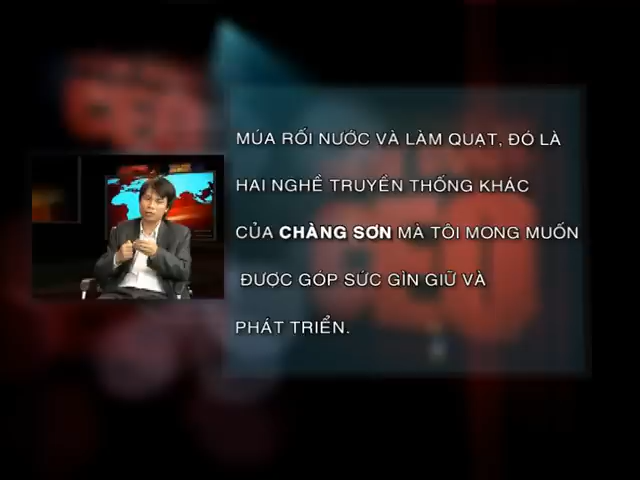 MÚA RỐI NƯỚC VÀ LÀM QUẠT, ĐÓ LÀ
HAI NGHỀ TRUYỀN THỐNG KHÁC
CỦA CHÀNG SƠN MÀ TÔI MONG MUỐN
ĐƯỢC GÓP SỨC GÌN GIỮ VÀ
PHÁT TRIỂN.